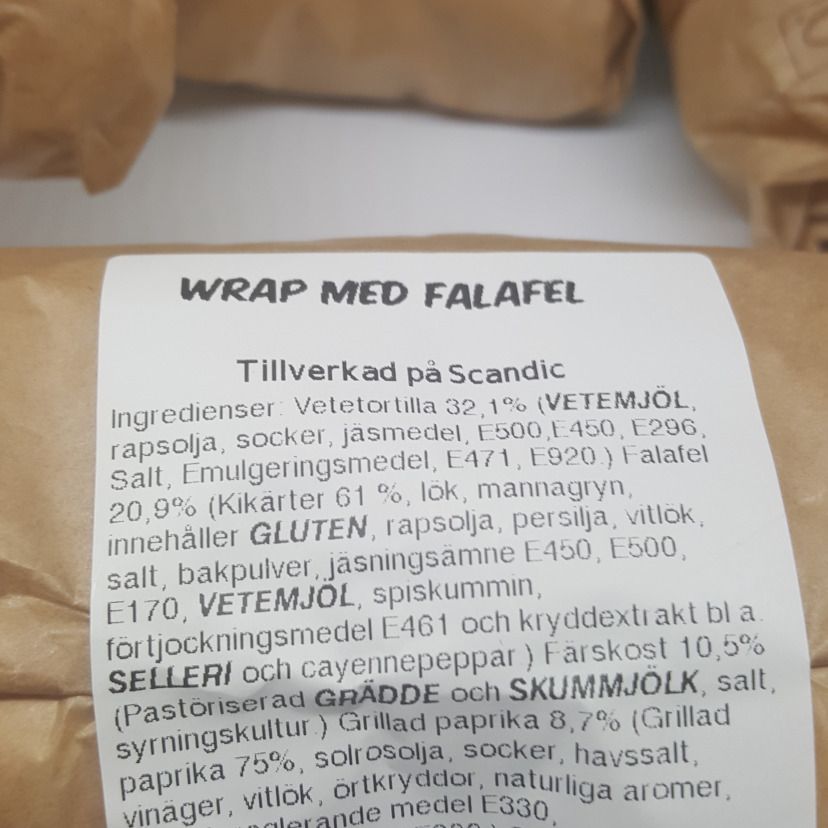 WRAP MED FALAFEL
Tillverkad på Scandic
Ingredienser: Vetetortilla 32,1% (VETEMJÖL,
rapsolja, socker, jäsmedel, E500,E450, E296,
Salt, Emulgeringsmedel, E471, E920.) Falafel
20,9% (Kikärter 61 %, lök, mannagryn,
innehåller GLUTEN, rapsolja, persilja, vitlök,
salt, bakpulver, jäsningsämne E450, E500,
E170, VETEMJÖL, spiskummin,
förtjockningsmedel E461 och kryddextrakt bl a.
SELLERI och cayennepeppar.) Färskost 10,5%
(Pastöriserad GRÄDDE och SKUMMJÖLK, salt,
syrningskultur.) Grillad paprika 8,7% (Grillad
paprika 75%, solrosolja, socker, havssalt,
vinäger, vitlök, örtkryddor, naturliga aromer,
medel E330,